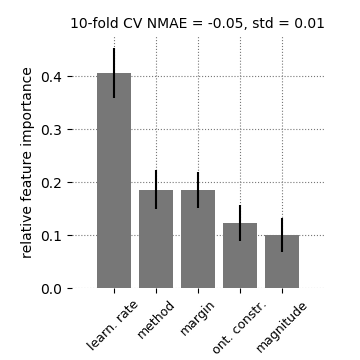 10-fold CV NMAE = -0.05, std = 0.01
relative feature importance
0.4
0.3
0.2
0.1
0.0
learn. rate
method
margin
ont. constr.
magnitude